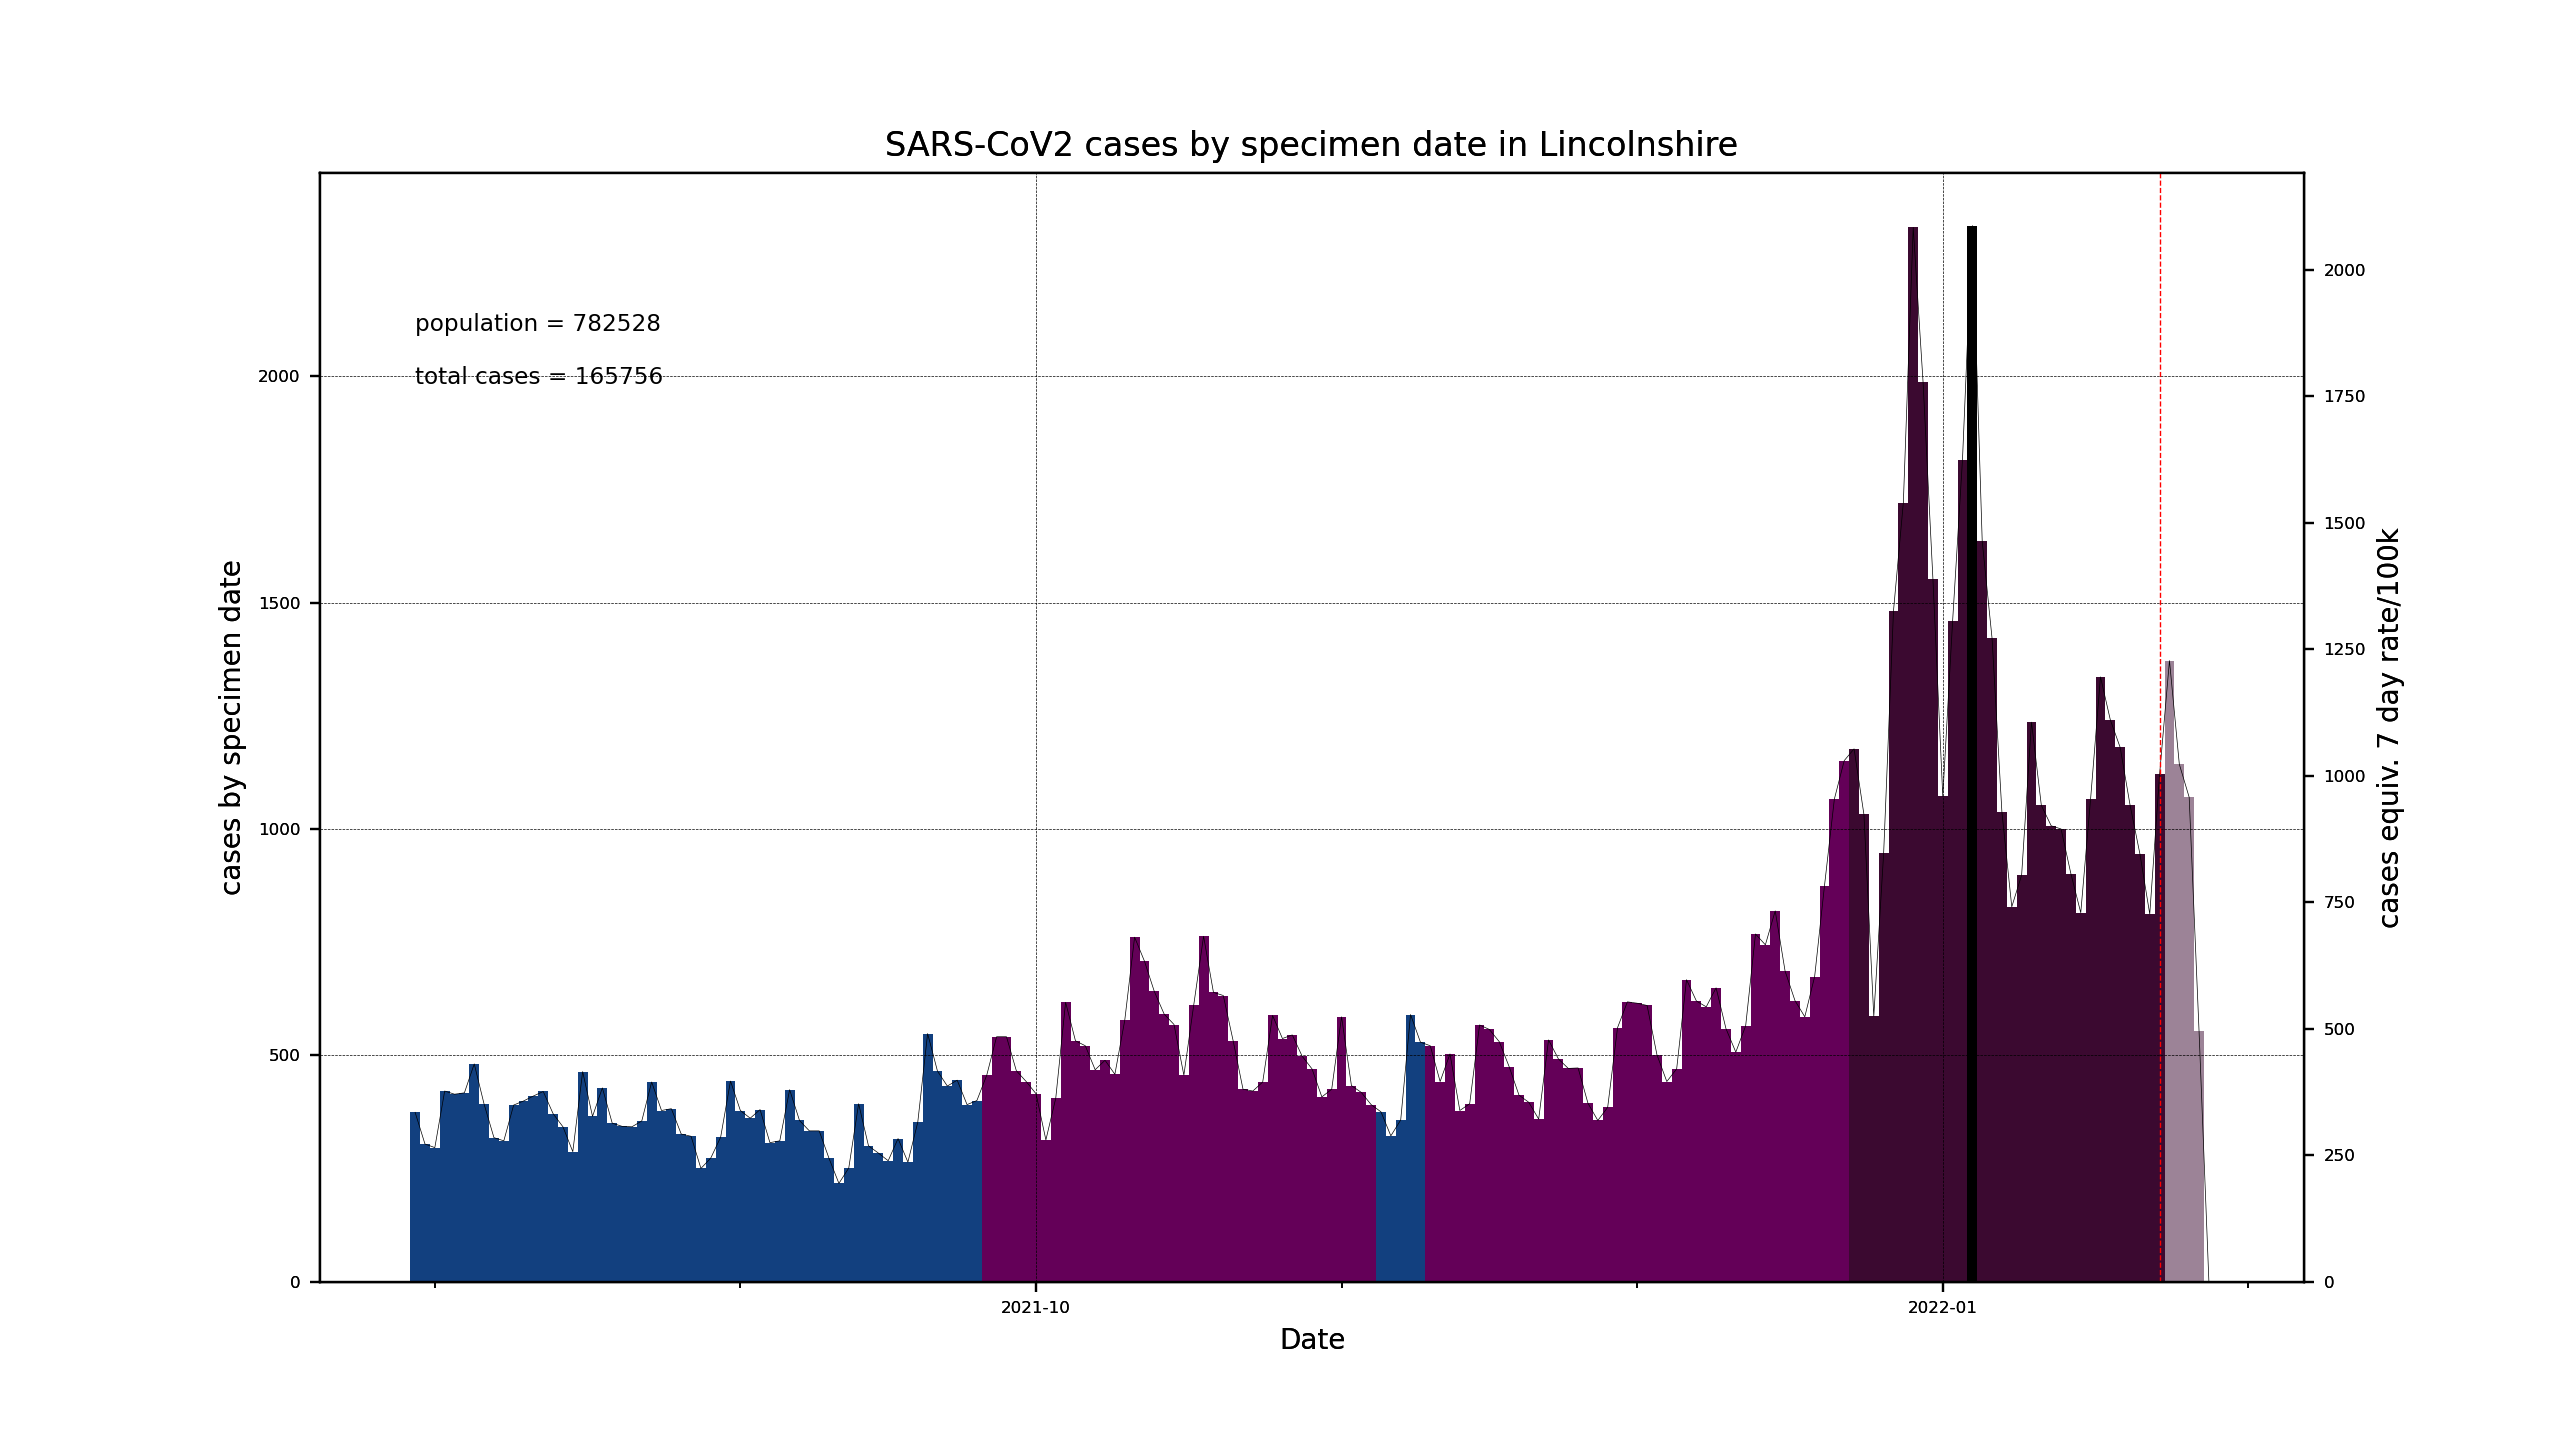 SARS-CoV2 cases by specimen date in Lincolnshire
population = 782528
total cases = 165756
cases by specimen date
2000
1500
1000
500
0
2000
1750
1500
1250
1000
750
500
250
0
cases equiv. 7 day rate/100k
2021-10
2022-01
Date